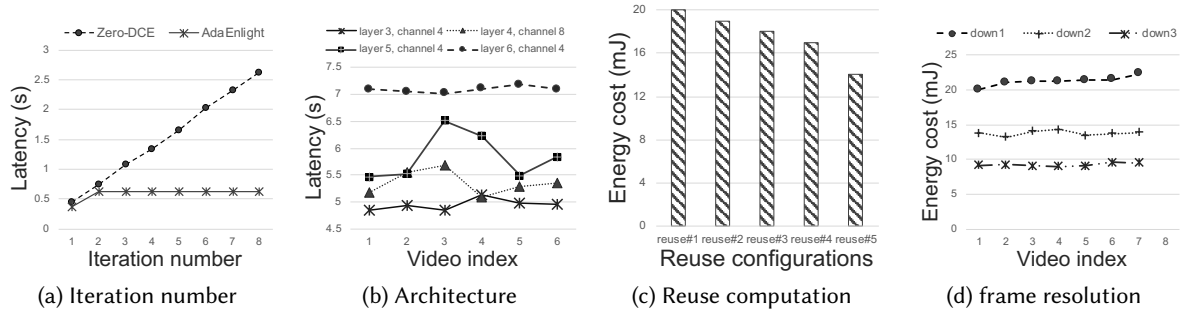 Zero-DCE AdaEnlight
3
2.5
2
1.5
1
0.5
0
Latency (s)
1 2 3 4 5 6 7 8
Iteration number
(a) Iteration number
layer 3, channel 4 layer 4, channel 8
layer 5, channel 4 layer 6, channel 4
7.5
7
6.5
6
5.5
5
4.5
Latency (s)
1 2 3 4 5 6
Video index
(b) Architecture
20
16
12
8
4
0
Energy cost (mJ)
reuse#1 reuse#2 reuse#3 reuse#4 reuse#5
Reuse configurations
(c) Reuse computation
down1 down2 down3
25
20
15
10
5
0
Energy cost (mJ)
1 2 3 4 5 6 7 8
Video index
(d) frame resolution